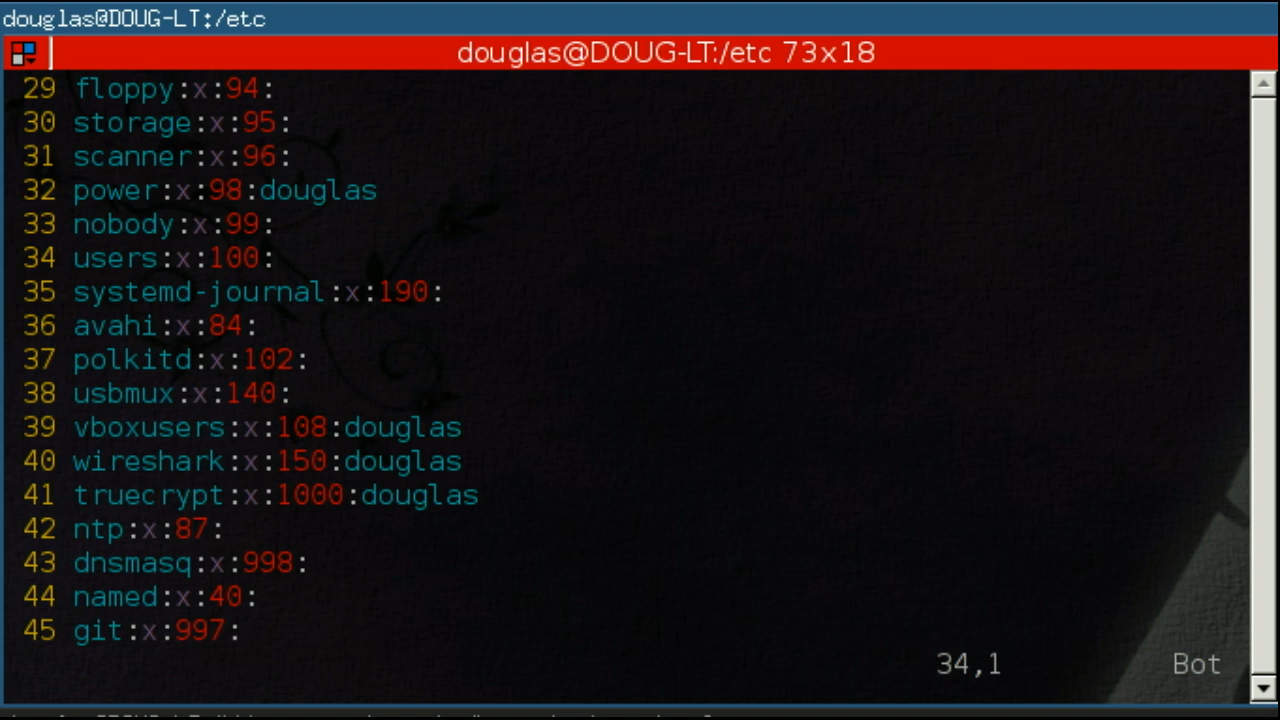 douglas@DOUG-LT:/etc
douglas@DOUG-LT:/etc 73x18
29 floppy:x:94:
30 storage:x:95:
31 scanner:x:96:
32 power:x:98:douglas
33 nobody:x:99:
34 users:x:100:
35 systemd-journal:x:190:
36 avahi:x:84:
37 polkitd:x:102:
38 usbmux:x:140:
39 vboxusers:x:108:douglas
40 wireshark:x:150:douglas
41 truecrypt:x:1000:douglas
42 ntp:x:87:
43 dnsmasq:x:998:
44 named:x:40:
45 git:x:997:
34,1 Bot